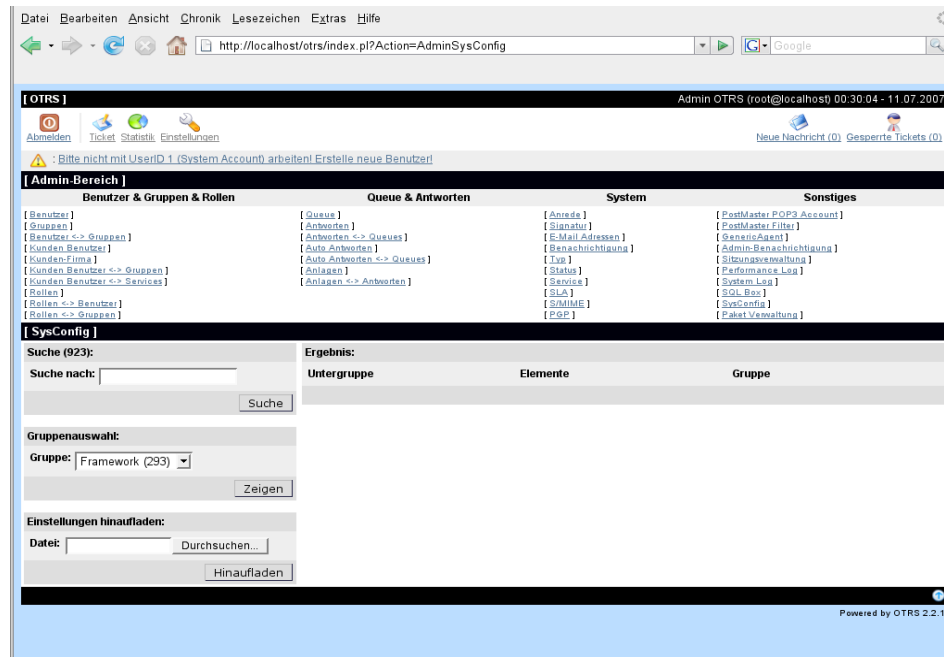 Datei Bearbeiten Ansicht Chronik Lesezeichen Extras Hilfe
http://localhost/otrs/index.pl?Action=AdminSysConfig
G Google
[ OTRS ] Admin OTRS (root@localhost) 00:30:04 - 11.07.2007
Abmelden Ticket Statistik Einstellungen Neue Nachricht (0) Gesperrte Tickets (0)
: Bitte nicht mit UserID 1 (System Account) arbeiten! Erstelle neue Benutzer!
[ Admin-Bereich ]
Benutzer & Gruppen & Rollen Queue & Antworten System Sonstiges
[ Benutzer ] [ Queue ] [ Anrede ] [ PostMaster POP3 Account ]
[ Gruppen ] [ Antworten ] [ Signatur ] [ PostMaster Filter ]
[ Benutzer <-> Gruppen ] [ Antworten <-> Queues ] [ E-Mail Adressen ] [ GenericAgent ]
[ Kunden Benutzer ] [ Auto Antworten ] [ Benachrichtigung ] [ Admin-Benachrichtigung ]
[ Kunden-Firma ] [ Auto Antworten <-> Queues ] [ Typ ] [ Sitzungsverwaltung ]
[ Kunden Benutzer <-> Gruppen ] [ Anlagen ] [ Status ] [ Performance Log ]
[ Kunden Benutzer <-> Services ] [ Anlagen <-> Antworten ] [ Service ] [ System Log ]
[ Rollen ] [ SLA ] [ SQL Box ]
[ Rollen <-> Benutzer ] [ S/MIME ] [ SysConfig ]
[ Rollen <-> Gruppen ] [ PGP ] [ Paket Verwaltung ]
[ SysConfig ]
Suche (923): Ergebnis:
Suche nach: Untergruppe Elemente Gruppe
Suche
Gruppenauswahl:
Gruppe: Framework (293)
Zeigen
Einstellungen hinaufladen:
Datei: Durchsuchen...
Hinaufladen
Powered by OTRS 2.2.1